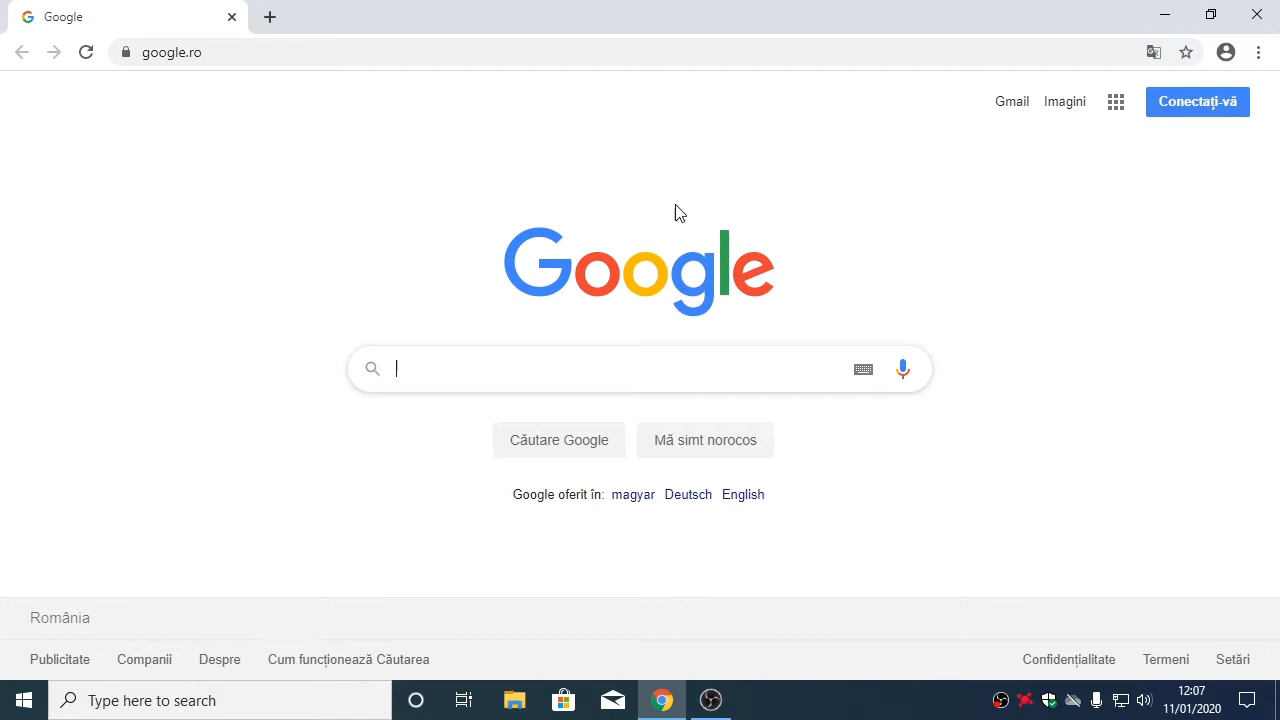 Google
google.ro
Gmail Imagini Conectați-vă
Google
Căutare Google Mă simt norocos
Google oferit în: magyar Deutsch English
România
Publicitate Companii Despre Cum funcționează Căutarea Confidențialitate Termeni Setări
Type here to search 12:07
11/01/2020